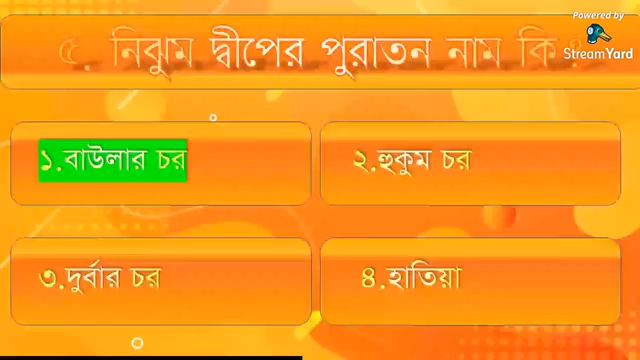 Powered by
StreamYard
৫. নিঝুম দ্বীপের পুরাতন নাম কি ?
১.বাউলার চর
২.হুকুম চর
৩.দুর্বার চর
৪.হাতিয়া